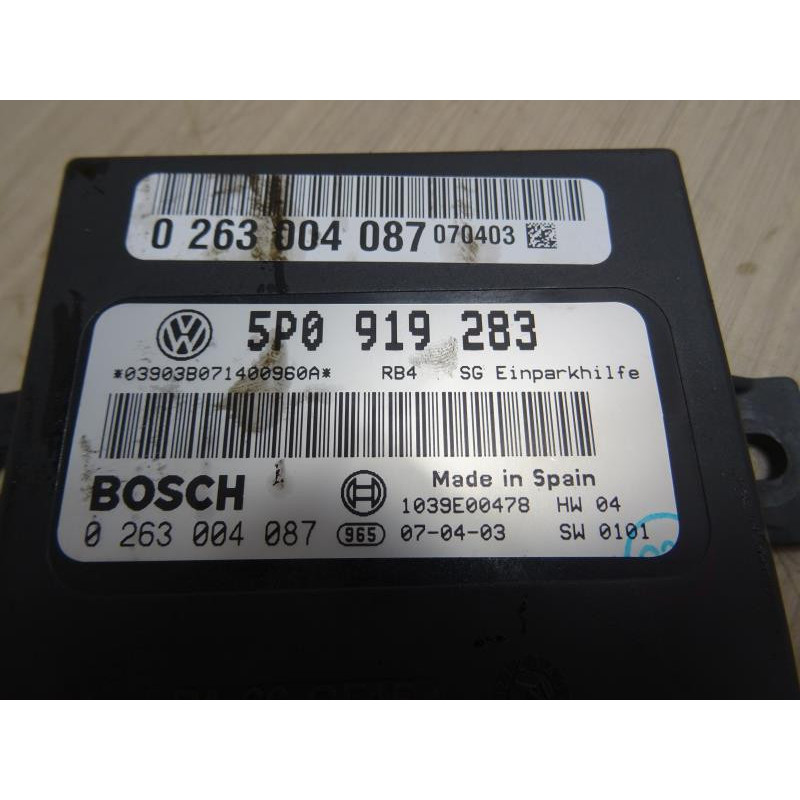 0 263 004 087 070403
5P0 919 283
*03903B071400960A* RB4 SG Einparkhilfe
BOSCH Made in Spain
1039E00478 HW 04
0 263 004 087 965 07-04-03 SW 0101